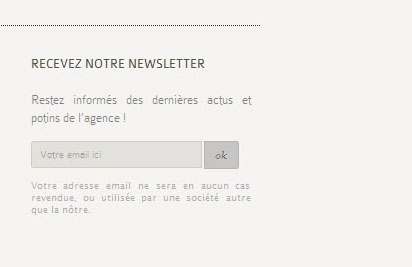 RECEVEZ NOTRE NEWSLETTER
Restez informés des dernières actus et
potins de l'agence !
Votre email ici
ok
Votre adresse email ne sera en aucun cas
revendue, ou utilisée par une société autre
que la nôtre.